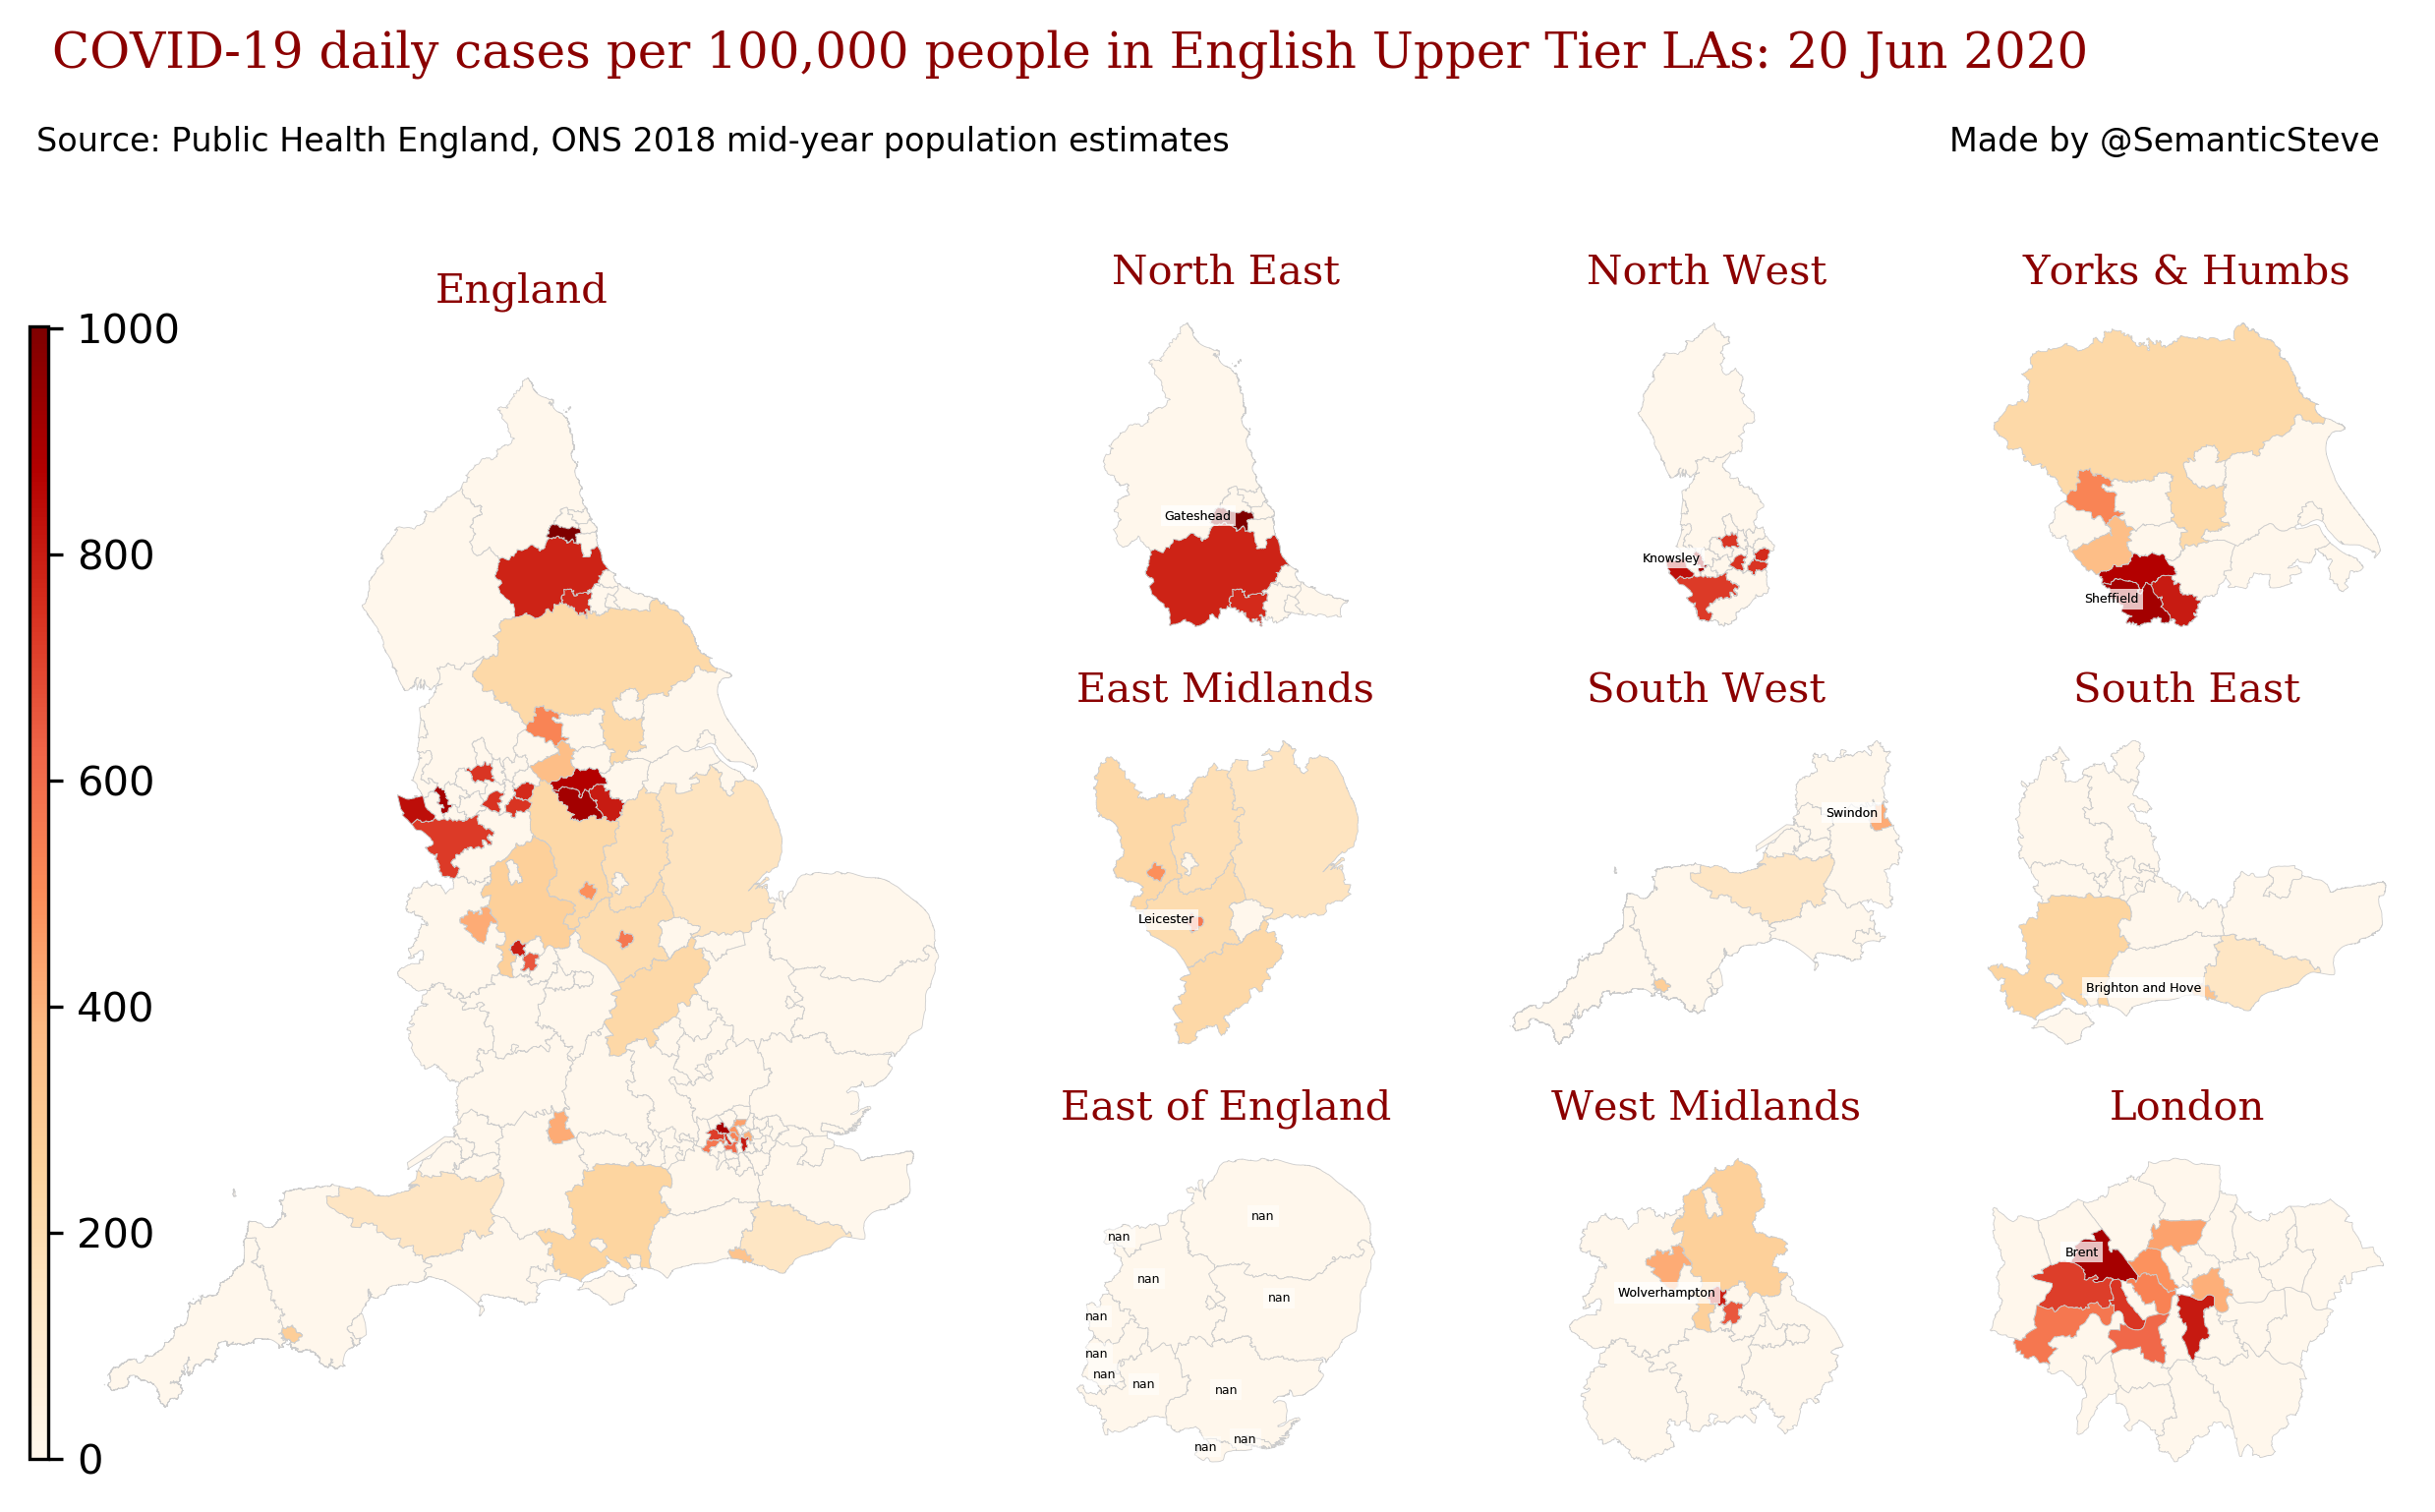 COVID-19 daily cases per 100,000 people in English Upper Tier LAs: 20 Jun 2020
Source: Public Health England, ONS 2018 mid-year population estimates
Made by @SemanticSteve
England
1000
800
600
400
200
0
North East
Gateshead
North West
Knowsley
Yorks & Humbs
Sheffield
East Midlands
Leicester
South West
Swindon
South East
Brighton and Hove
East of England
nan
nan
nan
nan
nan
nan
nan
nan
nan
nan
nan
West Midlands
Wolverhampton
London
Brent